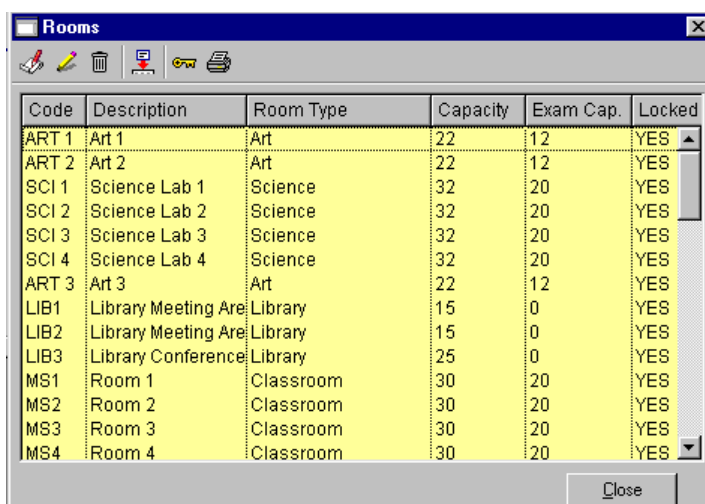 Rooms
Code Description Room Type Capacity Exam Cap. Locked
ART 1 Art 1 Art 22 12 YES
ART 2 Art 2 Art 22 12 YES
SCI 1 Science Lab 1 Science 32 20 YES
SCI 2 Science Lab 2 Science 32 20 YES
SCI 3 Science Lab 3 Science 32 20 YES
SCI 4 Science Lab 4 Science 32 20 YES
ART 3 Art 3 Art 22 12 YES
LIB1 Library Meeting Are Library 15 0 YES
LIB2 Library Meeting Are Library 15 0 YES
LIB3 Library Conference Library 25 0 YES
MS1 Room 1 Classroom 30 20 YES
MS2 Room 2 Classroom 30 20 YES
MS3 Room 3 Classroom 30 20 YES
MS4 Room 4 Classroom 30 20 YES
Close